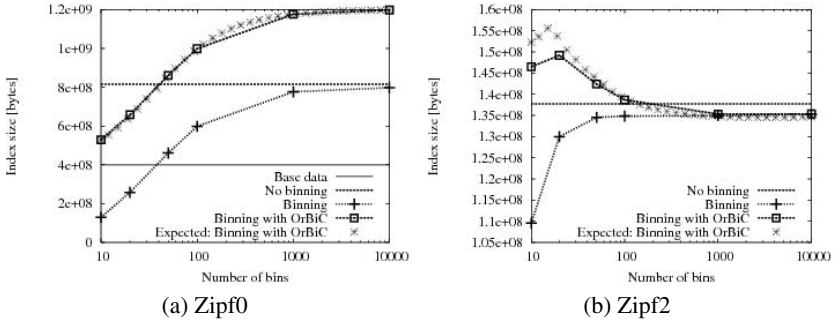 1.2e+09
1e+09
8e+08
6e+08
4e+08
2e+08
0
Index size [bytes]
Base data
No binning
Binning
Binning with OrBiC
Expected: Binning with OrBiC
10 100 1000 10000
Number of bins
(a) Zipf0
1.6e+08
1.55e+08
1.5e+08
1.45e+08
1.4e+08
1.35e+08
1.3e+08
1.25e+08
1.2e+08
1.15e+08
1.1e+08
1.05e+08
Index size [bytes]
No binning
Binning
Binning with OrBiC
Expected: Binning with OrBiC
10 100 1000 10000
Number of bins
(b) Zipf2